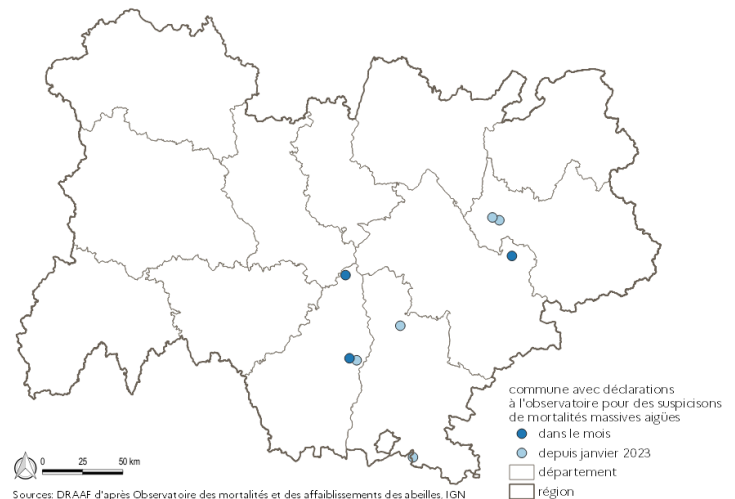 commune avec déclarations
à l'observatoire pour des suspicisons
de mortalités massives aigües
dans le mois
depuis janvier 2023
département
région
0 25 50 km
Sources: DRAAF d'après Observatoire des mortalités et des affaiblissements des abeilles, IGN